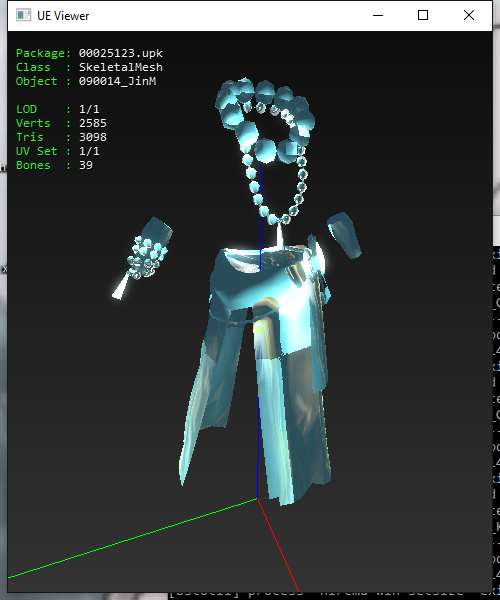 UE Viewer
Package: 00025123.upk
Class  : SkeletalMesh
Object : 090014_JinM
LOD    : 1/1
Verts  : 2585
Tris   : 3098
UV Set : 1/1
Bones  : 39